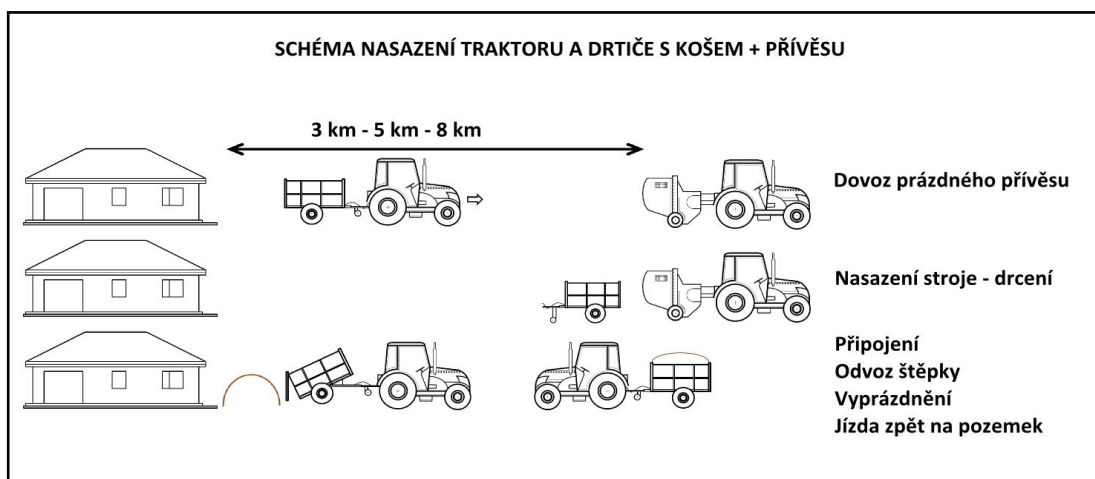 SCHÉMA NASAZENÍ TRAKTORU A DRTIČE S KOŠEM + PŘÍVĚSU
3 km - 5 km - 8 km
Dovoz prázdného přívěsu
Nasazení stroje - drcení
Připojení
Odvoz štěpky
Vyprázdnění
Jízda zpět na pozemek